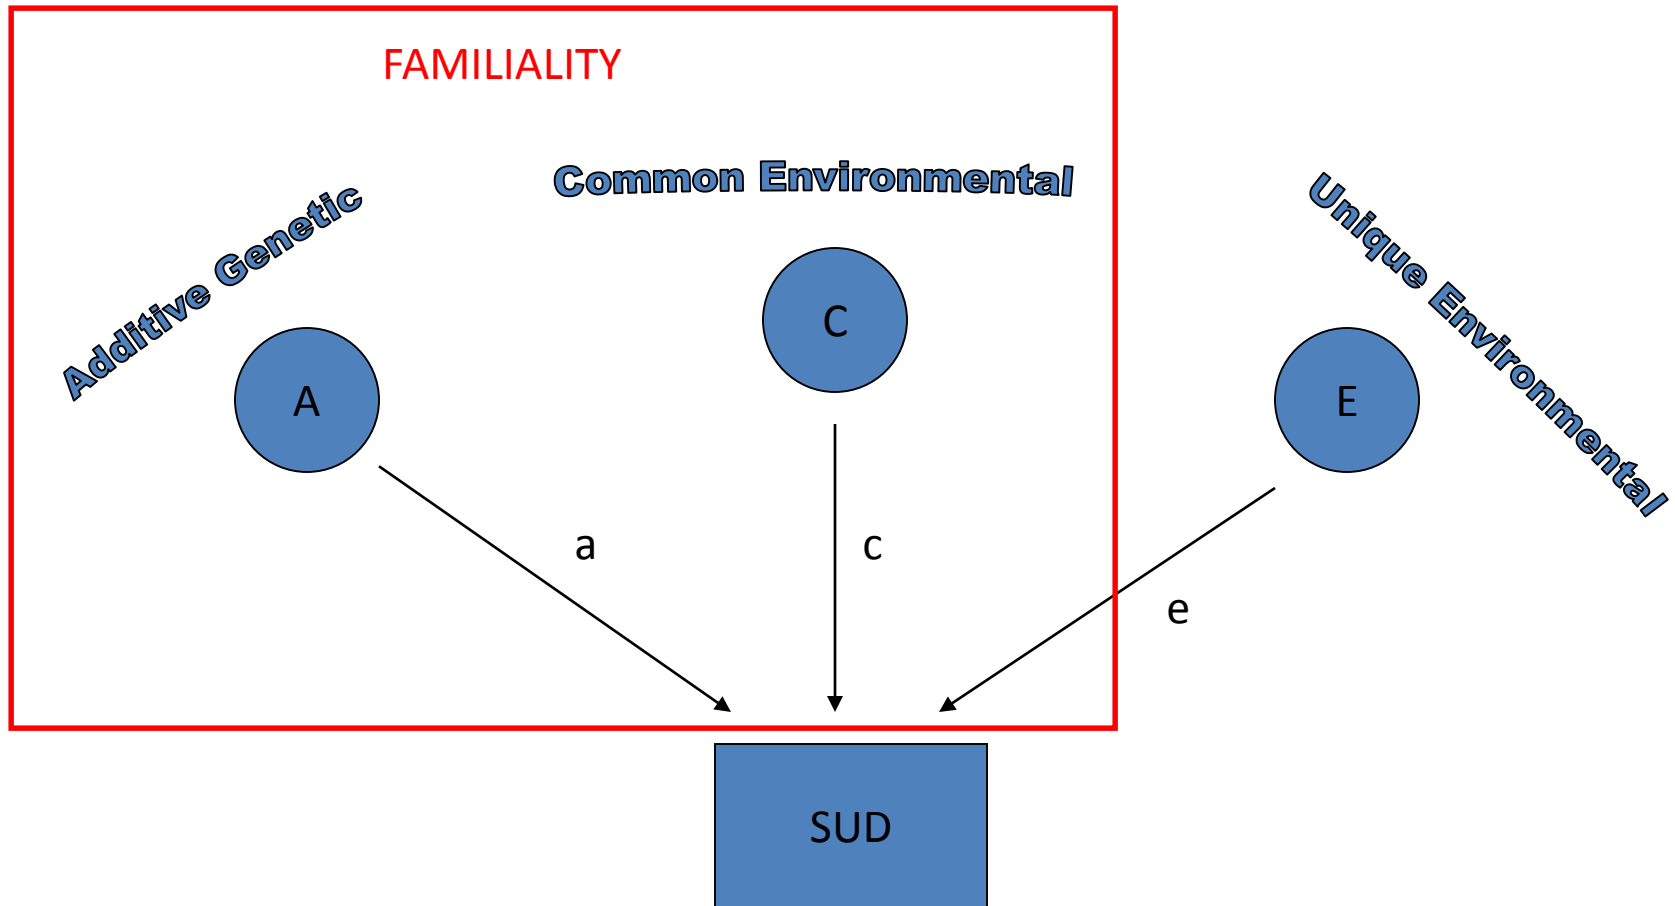 FAMILIALITY
Additive Genetic
Common Environmental
Unique Environmental
A
C
E
a
c
e
SUD